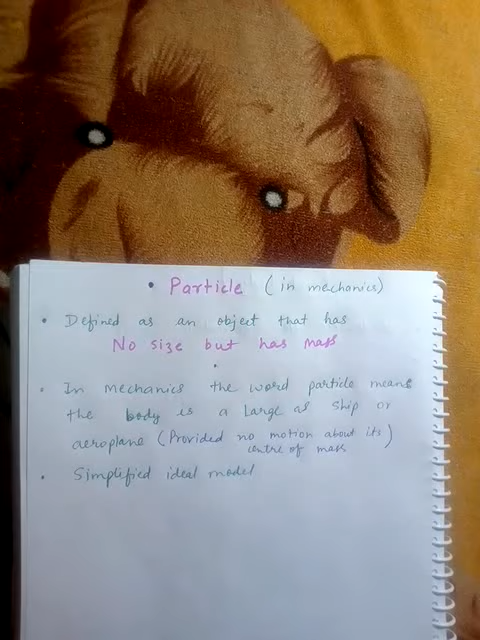 • Particle (in mechanics)
• Defined as an object that has
No size but has mass
• In mechanics the word particle means
the body is a large as ship or
aeroplane (Provided no motion about its)
centre of mass
• Simplified ideal model